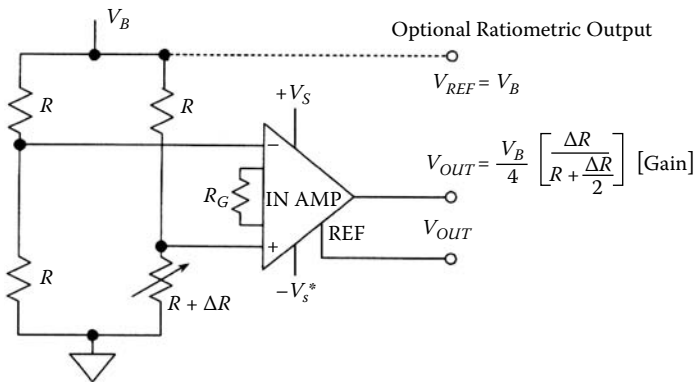 V_B
Optional Ratiometric Output
V_REF = V_B
R
R
+V_S
−
V_OUT = V_B/4 [ΔR/(R + ΔR/2)] [Gain]
R_G
IN AMP
REF
V_OUT
+
R
R + ΔR
−V_s*